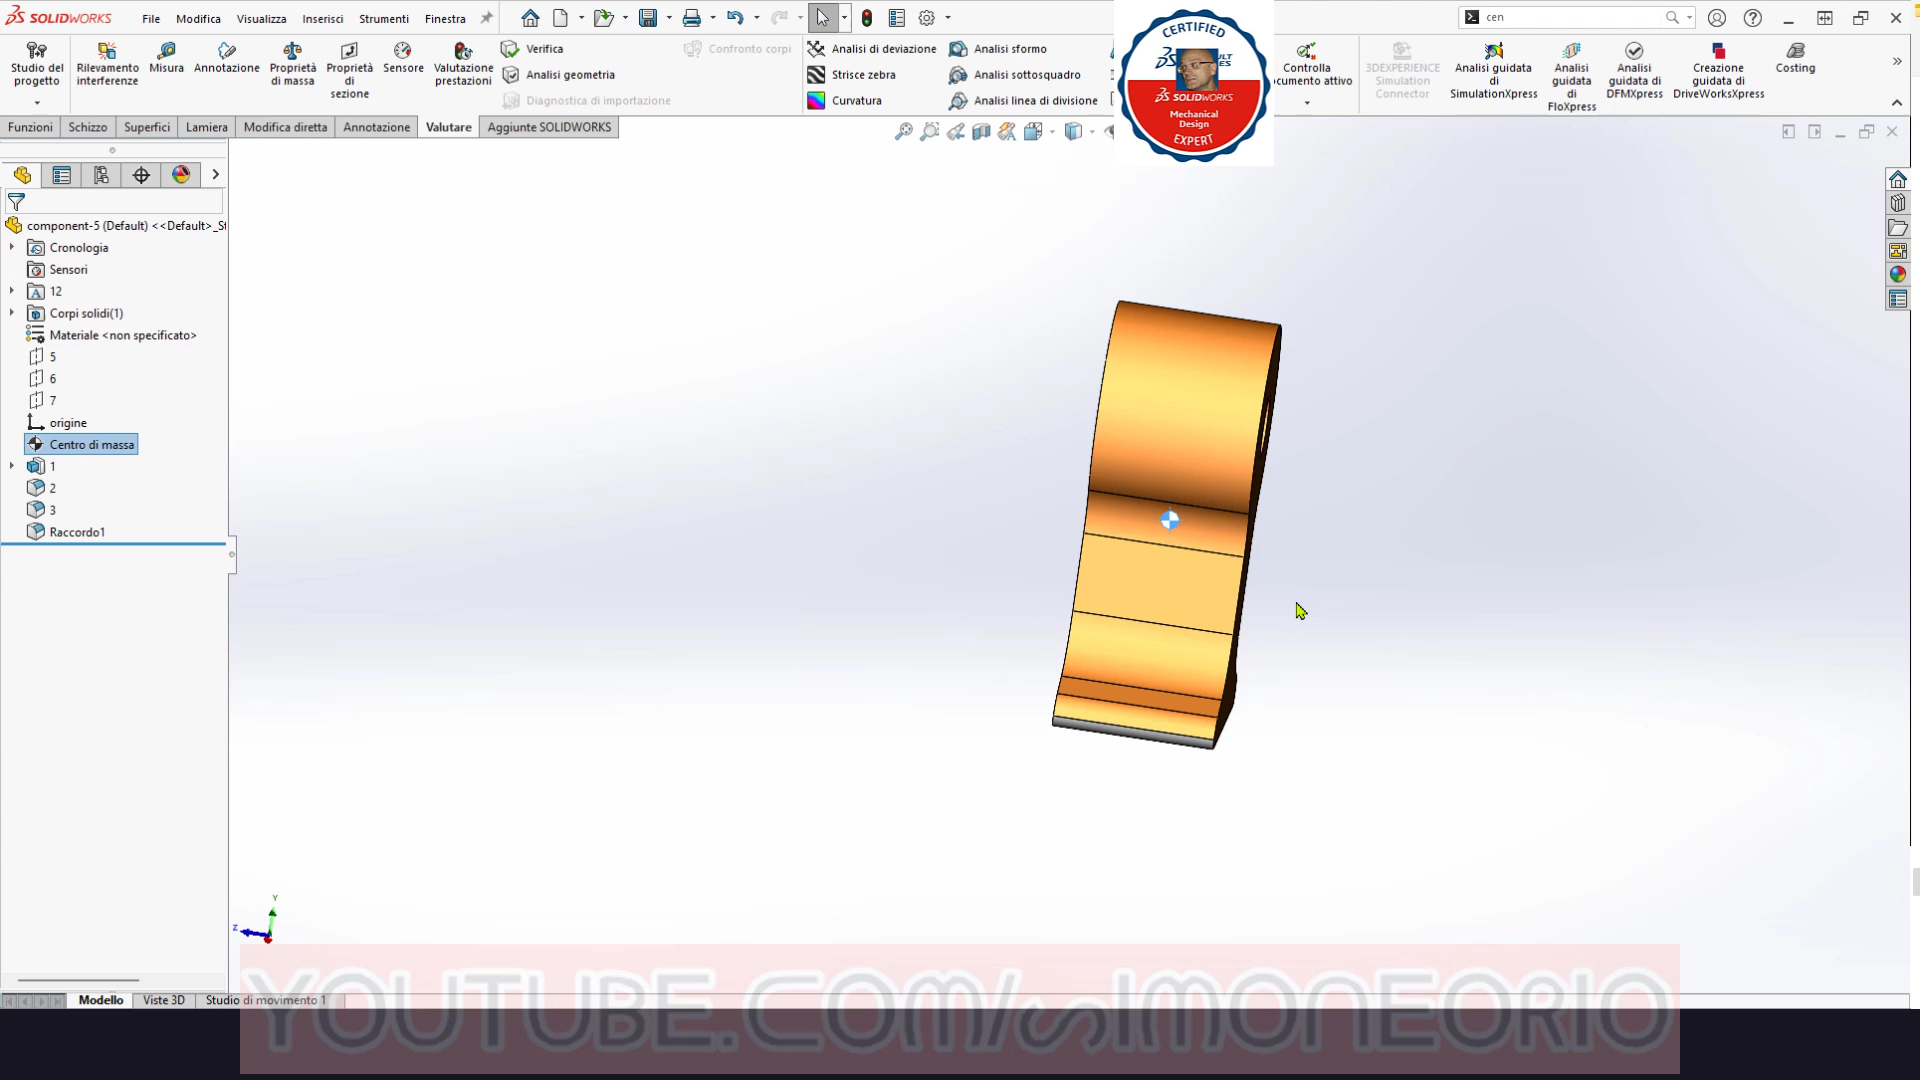 SOLIDWORKS File Modifica Visualizza Inserisci Strumenti Finestra cen
Studio del progetto
Rilevamento interferenze
Misura
Annotazione
Proprietà di massa
Proprietà di sezione
Sensore
Valutazione prestazioni
Verifica
Analisi geometria
Diagnostica di importazione
Confronto corpi
Analisi di deviazione
Strisce zebra
Curvatura
Analisi sformo
Analisi sottosquadro
Analisi linea di divisione
CERTIFIED
SOLIDWORKS
Mechanical
Design
EXPERT
Controlla
ocumento attivo
3DEXPERIENCE
Simulation
Connector
Analisi guidata
di
SimulationXpress
Analisi
guidata di
FloXpress
Analisi
guidata di
DFMXpress
Creazione
guidata di
DriveWorksXpress
Costing
Funzioni Schizzo Superfici Lamiera Modifica diretta Annotazione Valutare Aggiunte SOLIDWORKS
component-5 (Default) <<Default>_St
Cronologia
Sensori
12
Corpi solidi(1)
Materiale <non specificato>
5
6
7
origine
Centro di massa
1
2
3
Raccordo1
Y
Z
Modello Viste 3D Studio di movimento 1
YOUTUBE.COM/SIMONEORIO